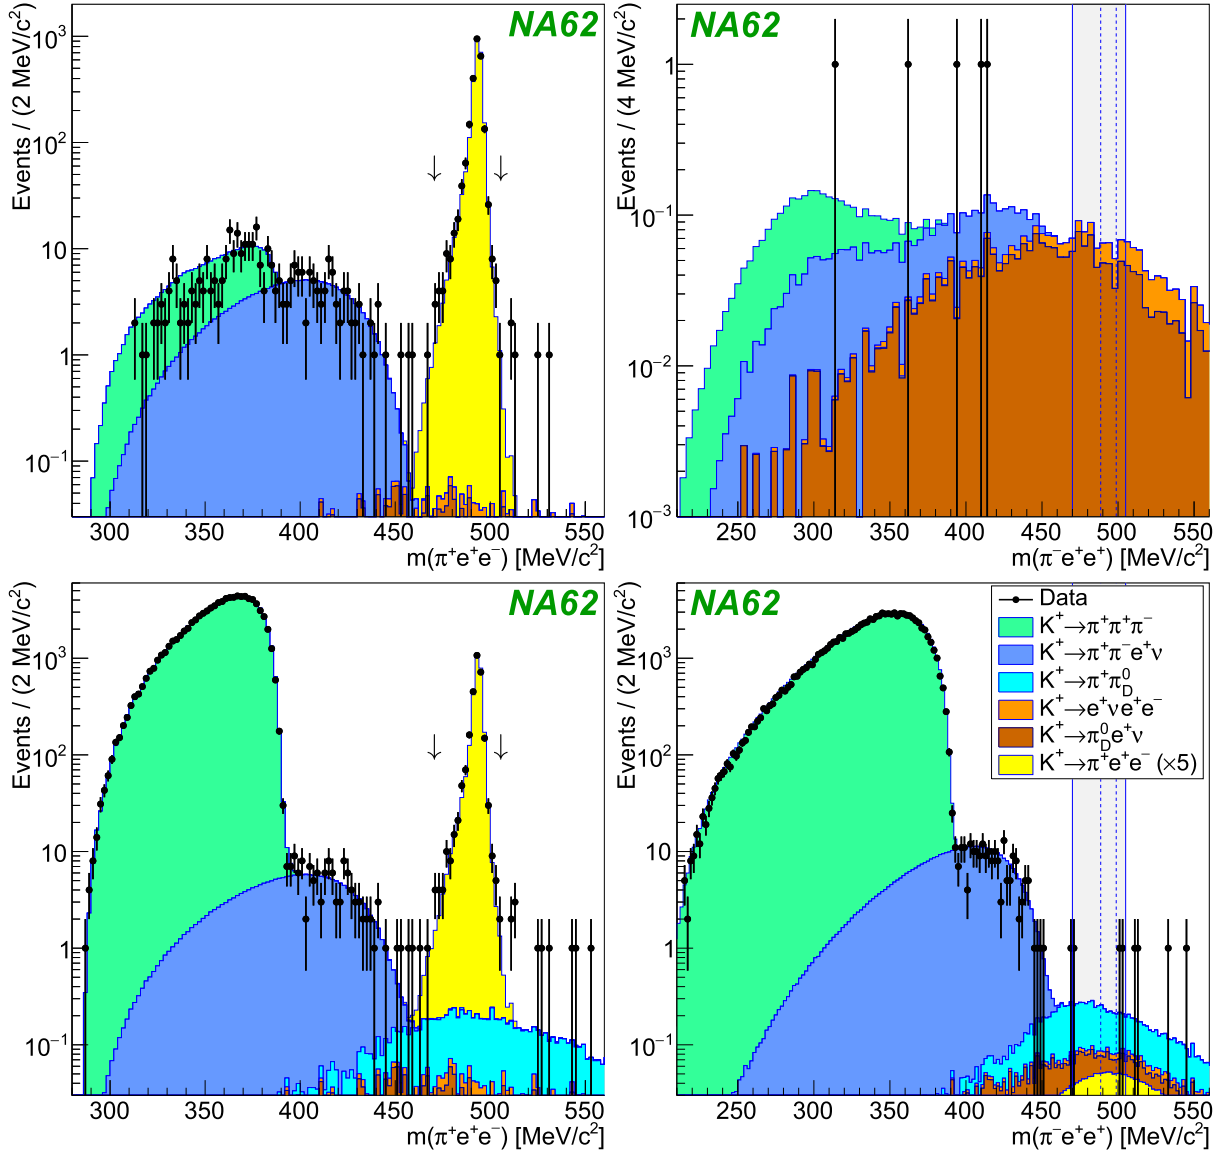 NA62
Events / (2 MeV/c²)
10³
10²
10
1
10⁻¹
300 350 400 450 500 550
m(π⁺e⁺e⁻) [MeV/c²]
NA62
Events / (4 MeV/c²)
1
10⁻¹
10⁻²
10⁻³
250 300 350 400 450 500 550
m(π⁻e⁺e⁺) [MeV/c²]
NA62
Events / (2 MeV/c²)
10³
10²
10
1
10⁻¹
300 350 400 450 500 550
m(π⁺e⁺e⁻) [MeV/c²]
NA62
Events / (2 MeV/c²)
10³
10²
10
1
10⁻¹
250 300 350 400 450 500 550
m(π⁻e⁺e⁺) [MeV/c²]
Data
K⁺→π⁺π⁺π⁻
K⁺→π⁺π⁻e⁺ν
K⁺→π⁺π⁰_D
K⁺→e⁺νe⁺e⁻
K⁺→π⁰_De⁺ν
K⁺→π⁺e⁺e⁻ (×5)